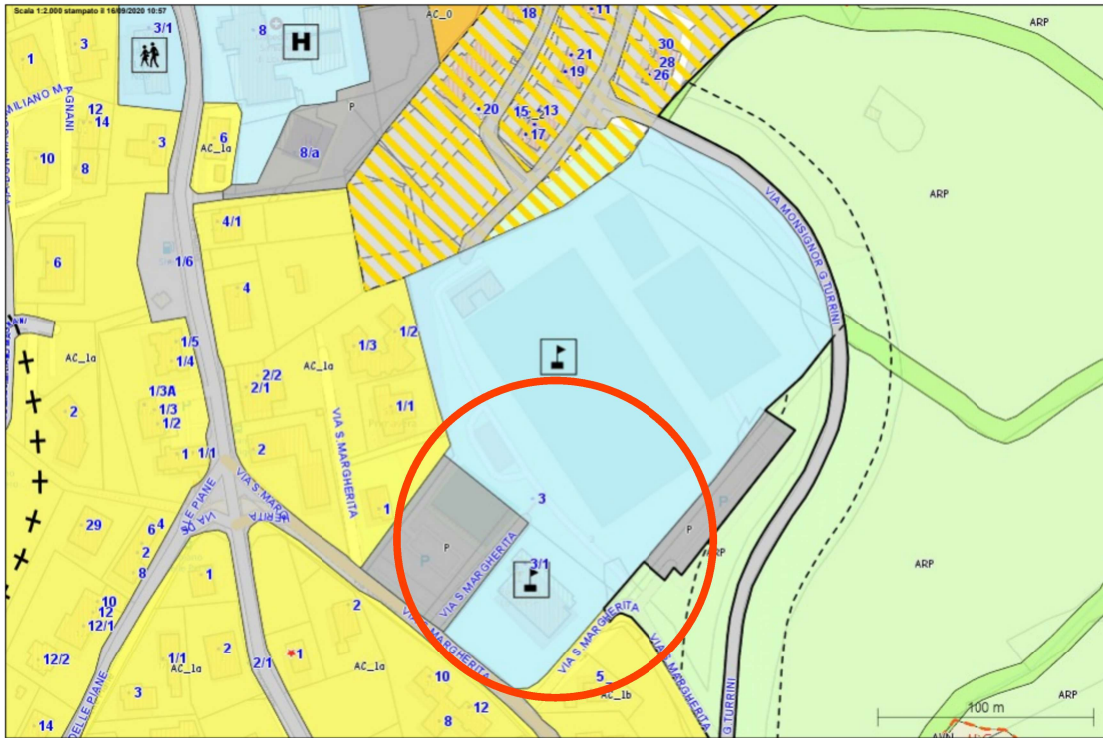 Scala 1:2.000 stampato il 16/09/2020 10:57
3/1
8
H
AC_0
18
11
ARP
30
28
26
21
19
20
15
13
17
1
3
12
14
10
8
3
6
AC_1a
8/a
P
AGNANI
ARP
VIA MONSIGNOR G.TURRINI
4/1
6
1/6
4
1/5
1/4
AC_1a
1/3
1/2
AC_1a
2/2
2/1
1/3A
1/3
1/2
2
1/1
VIA S.MARGHERITA
1
1/1
2
1
3
P
P
P
P
ARP
29
6
4
2
8
1
3/1
VIA S.MARGHERITA
ARP
10
12
12/1
2
VIA S.MARGHERITA
VIA S.MARGHERITA
VIA S.MARGHERITA
12/2
1/1
AC_1a
2
2/1
1
AC_1a
10
5
AC_1b
3
12
8
14
DELLE PIANE
G.TURRINI
ARP
100 m